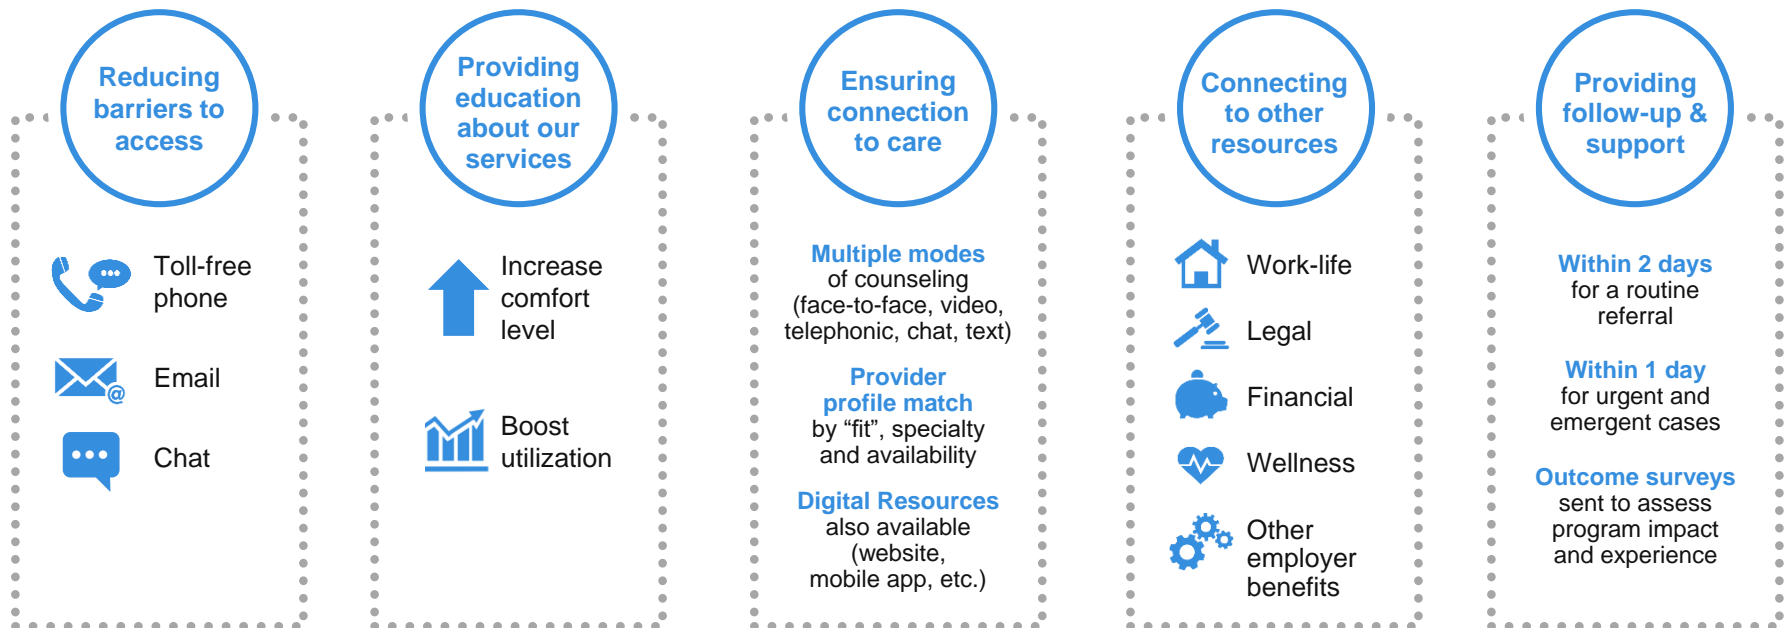 Reducing
barriers to
access
Toll-free
phone
@
Email
Chat
Providing
education
about our
services
Increase
comfort
level
Boost
utilization
Ensuring
connection
to care
Multiple modes
of counseling
(face-to-face, video,
telephonic, chat, text)
Provider
profile match
by “fit”, specialty
and availability
Digital Resources
also available
(website,
mobile app, etc.)
Connecting
to other
resources
Work-life
Legal
Financial
Wellness
Other
employer
benefits
Providing
follow-up &
support
Within 2 days
for a routine
referral
Within 1 day
for urgent and
emergent cases
Outcome surveys
sent to assess
program impact
and experience